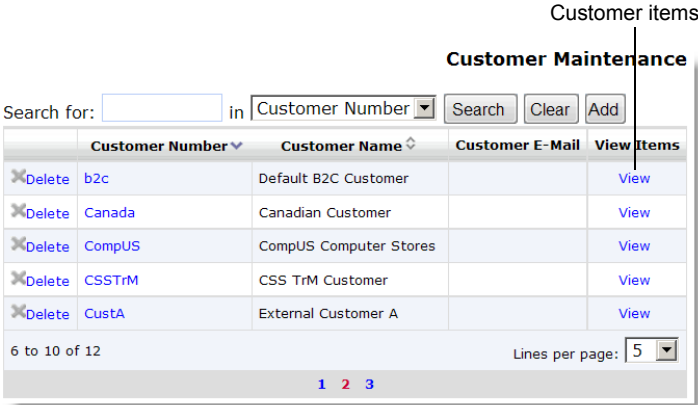 Customer items
Customer Maintenance
Search for: in Customer Number Search Clear Add
Customer Number Customer Name Customer E-Mail View Items
Delete b2c Default B2C Customer View
Delete Canada Canadian Customer View
Delete CompUS CompUS Computer Stores View
Delete CSSTrM CSS TrM Customer View
Delete CustA External Customer A View
6 to 10 of 12 Lines per page: 5
1 2 3